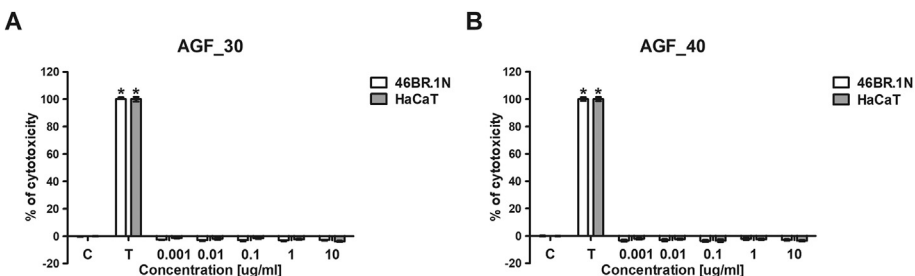 A
AGF_30
120
100
80
60
40
20
0
-20
% of cytotoxicity
* *
C T 0.001 0.01 0.1 1 10
Concentration [ug/ml]
46BR.1N
HaCaT
B
AGF_40
120
100
80
60
40
20
0
-20
% of cytotoxicity
* *
C T 0.001 0.01 0.1 1 10
Concentration [ug/ml]
46BR.1N
HaCaT